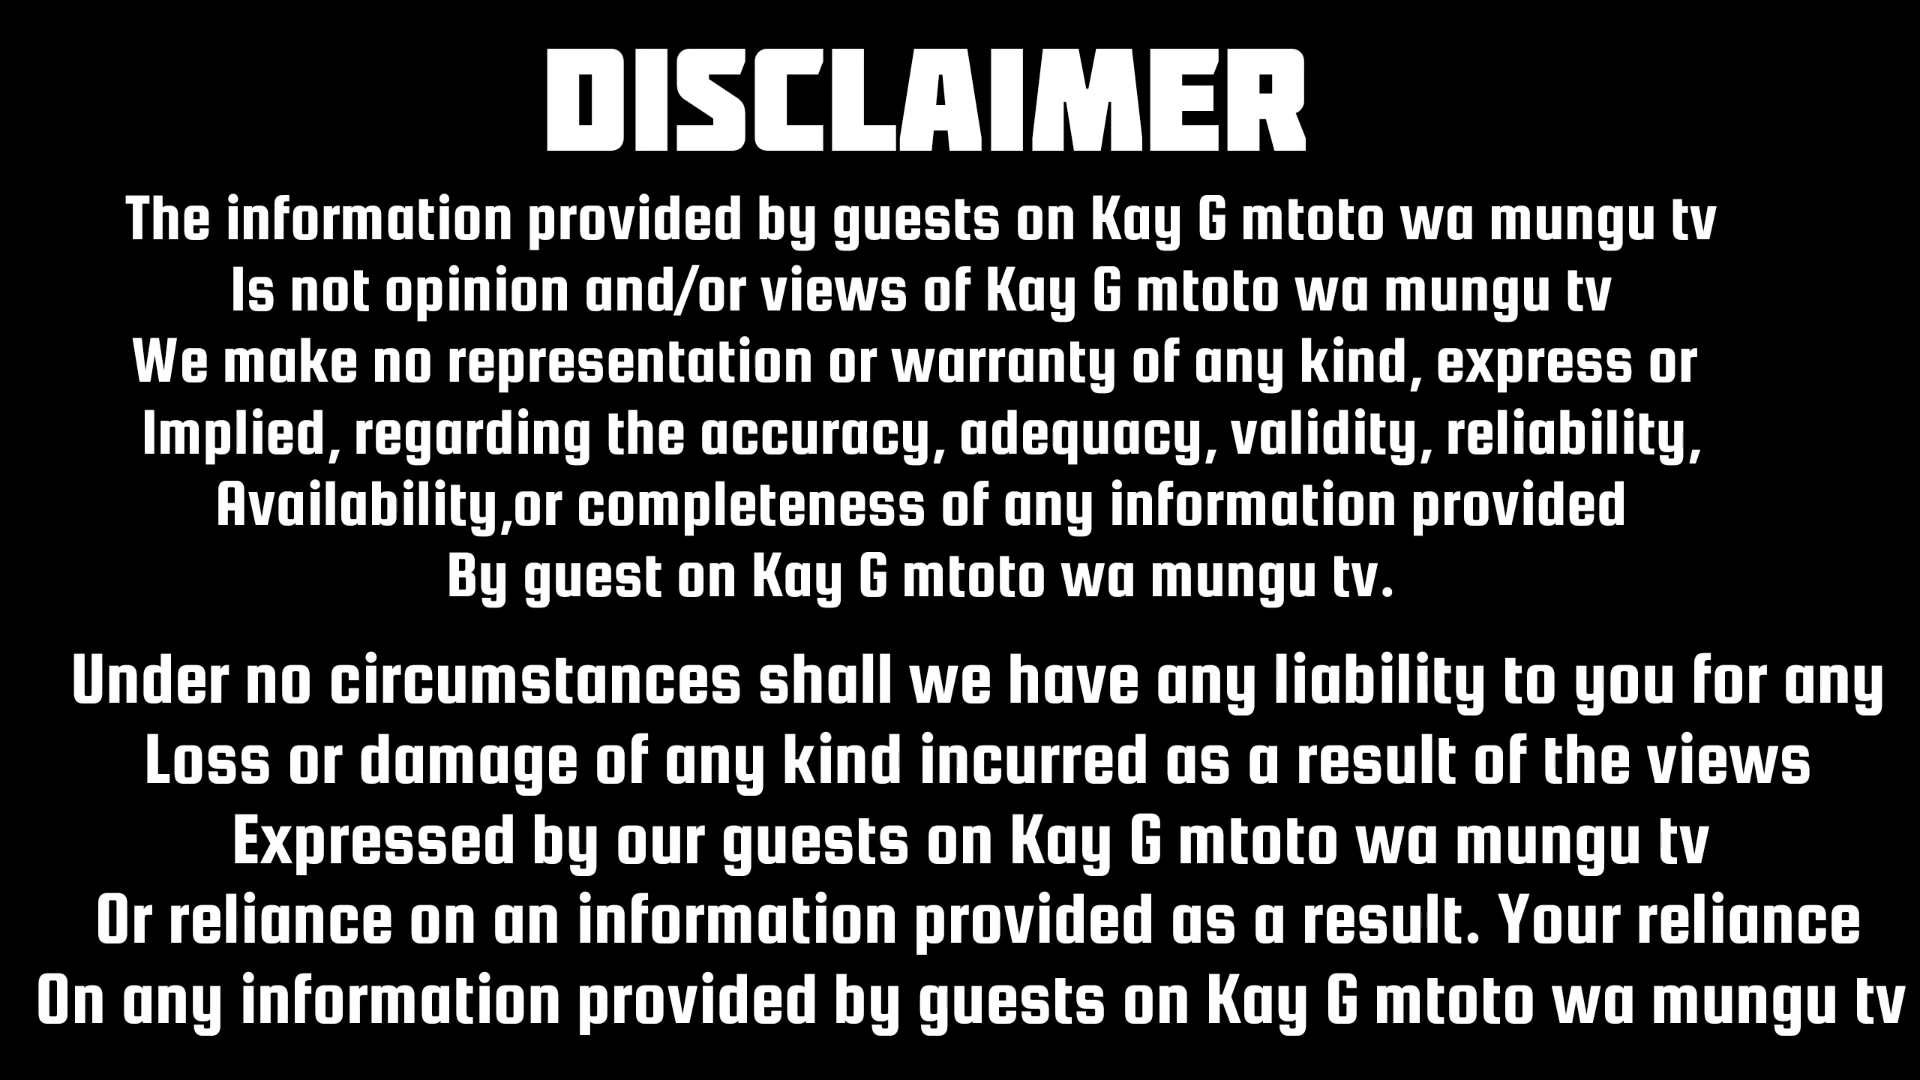 DISCLAIMER
The information provided by guests on Kay G mtoto wa mungu tv
Is not opinion and/or views of Kay G mtoto wa mungu tv
We make no representation or warranty of any kind, express or
Implied, regarding the accuracy, adequacy, validity, reliability,
Availability,or completeness of any information provided
By guest on Kay G mtoto wa mungu tv.
Under no circumstances shall we have any liability to you for any
Loss or damage of any kind incurred as a result of the views
Expressed by our guests on Kay G mtoto wa mungu tv
Or reliance on an information provided as a result. Your reliance
On any information provided by guests on Kay G mtoto wa mungu tv